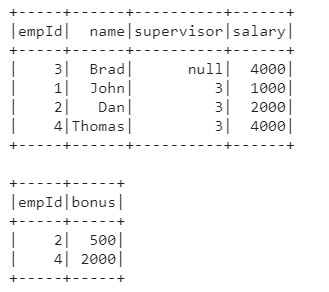 +-----+------+----------+------+
|empId|  name|supervisor|salary|
+-----+------+----------+------+
|    3|  Brad|      null|  4000|
|    1|  John|         3|  1000|
|    2|   Dan|         3|  2000|
|    4|Thomas|         3|  4000|
+-----+------+----------+------+

+-----+-----+
|empId|bonus|
+-----+-----+
|    2|  500|
|    4| 2000|
+-----+-----+